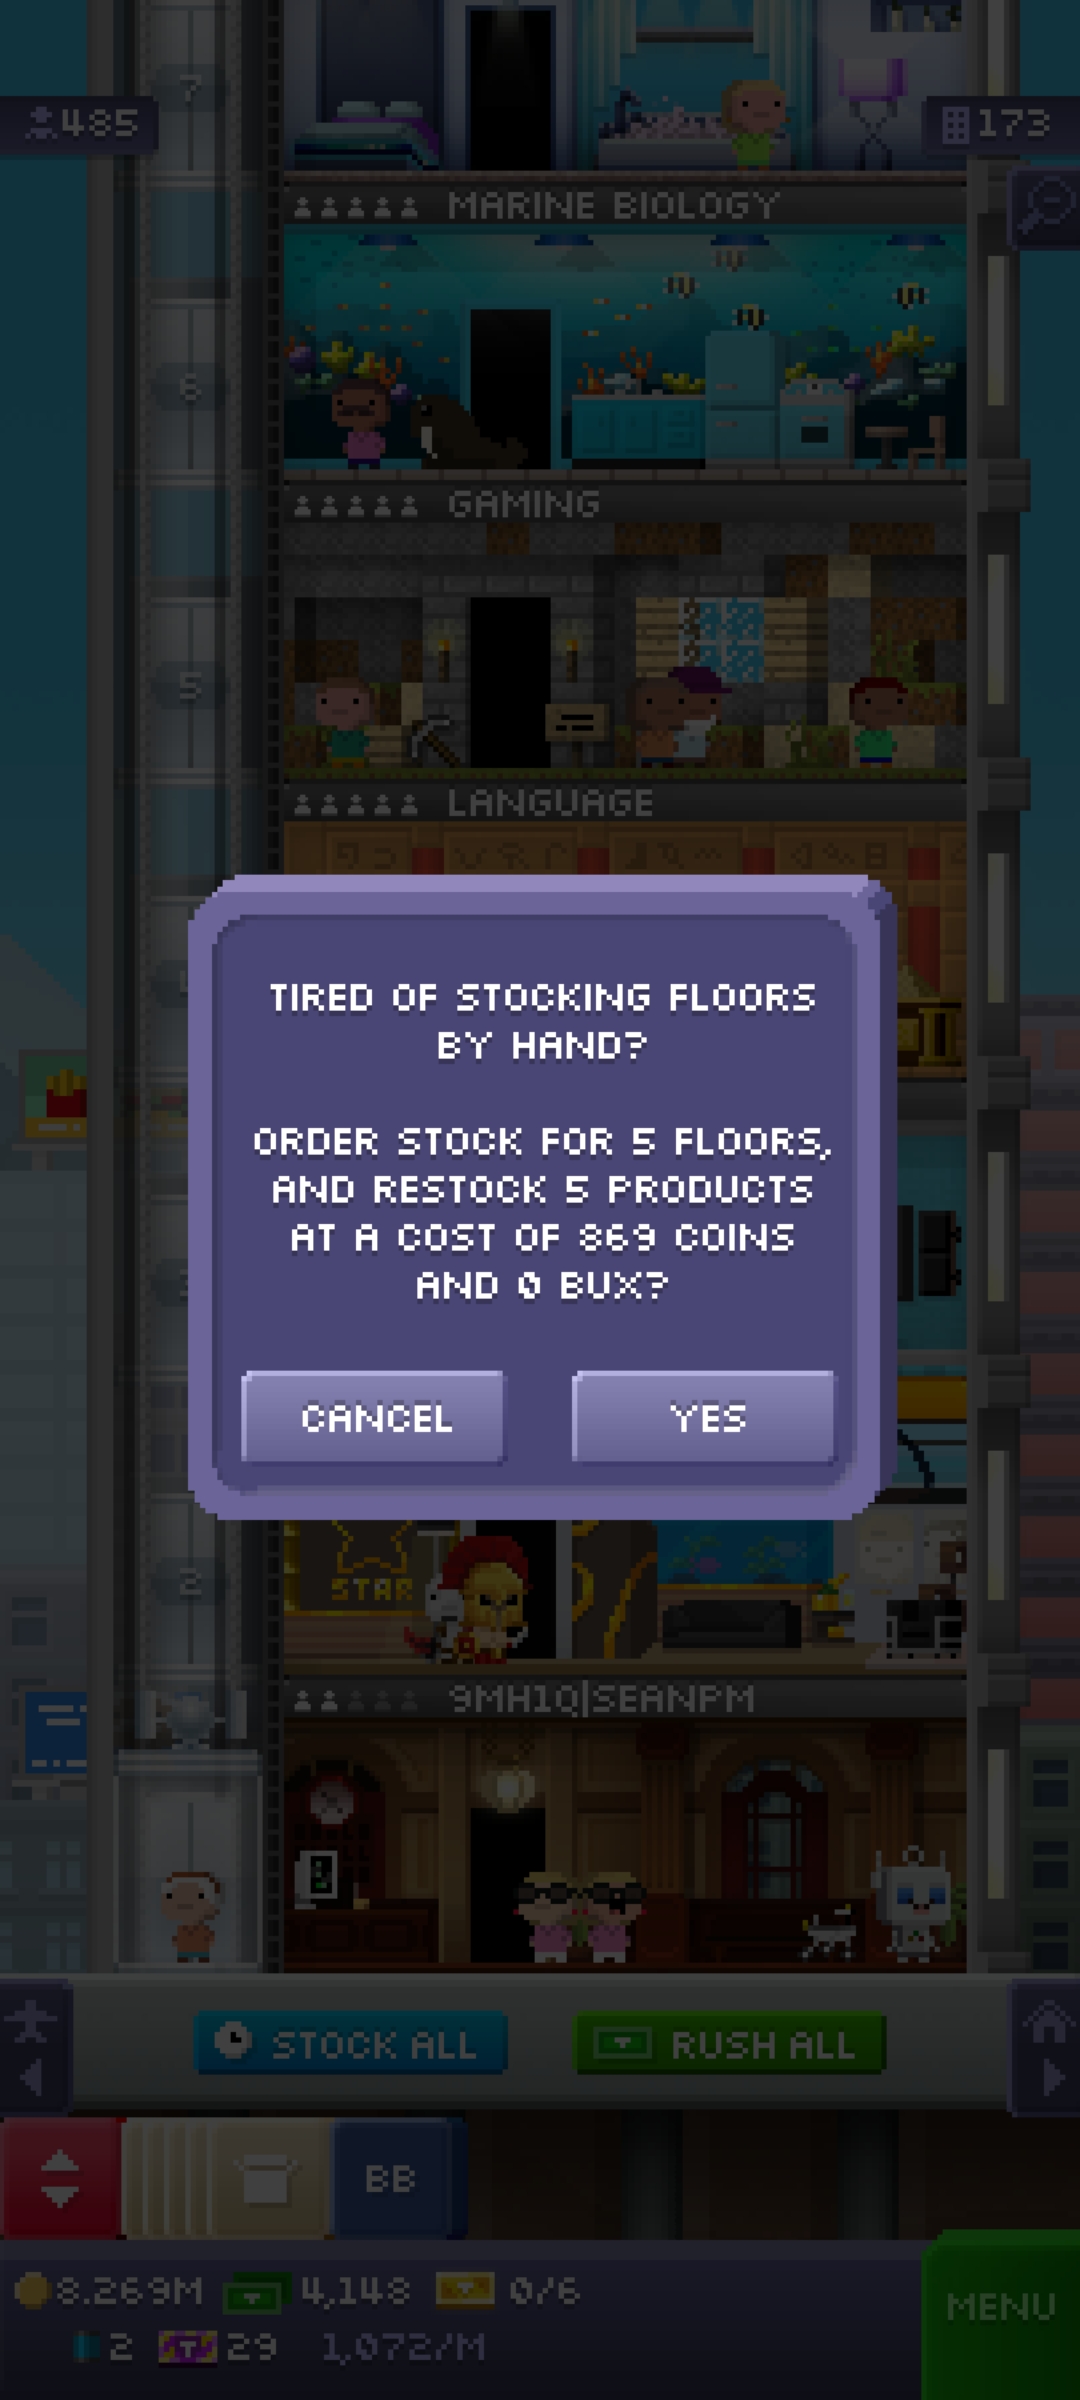 7
485
173
MARINE BIOLOGY
6
GAMING
5
LANGUAGE
TIRED OF STOCKING FLOORS
BY HAND?
ORDER STOCK FOR 5 FLOORS,
AND RESTOCK 5 PRODUCTS
AT A COST OF 869 COINS
AND 0 BUX?
CANCEL
YES
2
STAR
9MH1Q|SEANPM
STOCK ALL
RUSH ALL
BB
8.269M
4,148
0/6
2
29
1,072/M
MENU